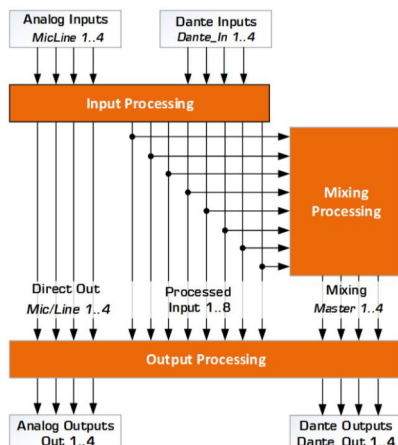 Analog Inputs
MicLine 1..4
Dante Inputs
Dante_In 1..4
Input Processing
Mixing
Processing
Direct Out
Mic/Line 1..4
Processed
Input 1..8
Mixing
Master 1..4
Output Processing
Analog Outputs
Out 1..4
Dante Outputs
Dante_Out 1..4